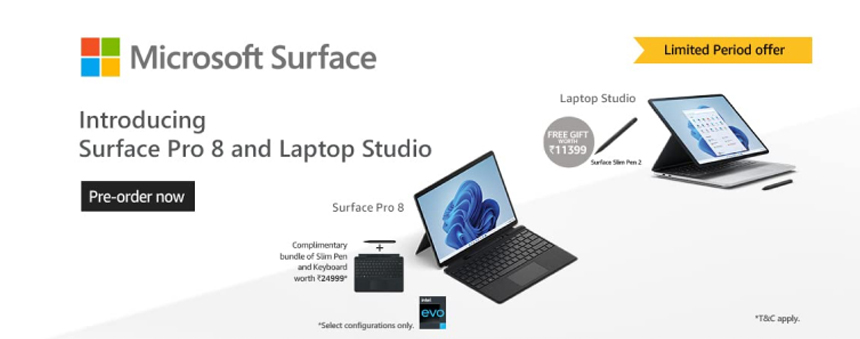 Microsoft Surface
Limited Period offer
Introducing
Surface Pro 8 and Laptop Studio
Pre-order now
Laptop Studio
FREE GIFT
WORTH
₹11399
Surface Slim Pen 2
Surface Pro 8
Complimentary
bundle of Slim Pen
and Keyboard
worth ₹24999*
+
*Select configurations only.
intel
evo
*T&C apply.